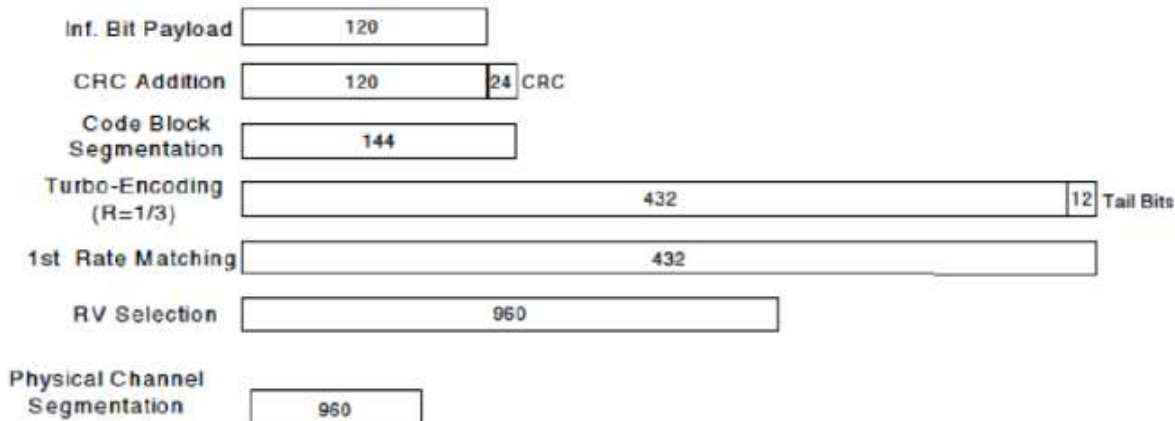 Inf. Bit Payload 120
CRC Addition 120 24 CRC
Code Block
Segmentation 144
Turbo-Encoding
(R=1/3) 432 12 Tail Bits
1st Rate Matching 432
RV Selection 960
Physical Channel
Segmentation 960